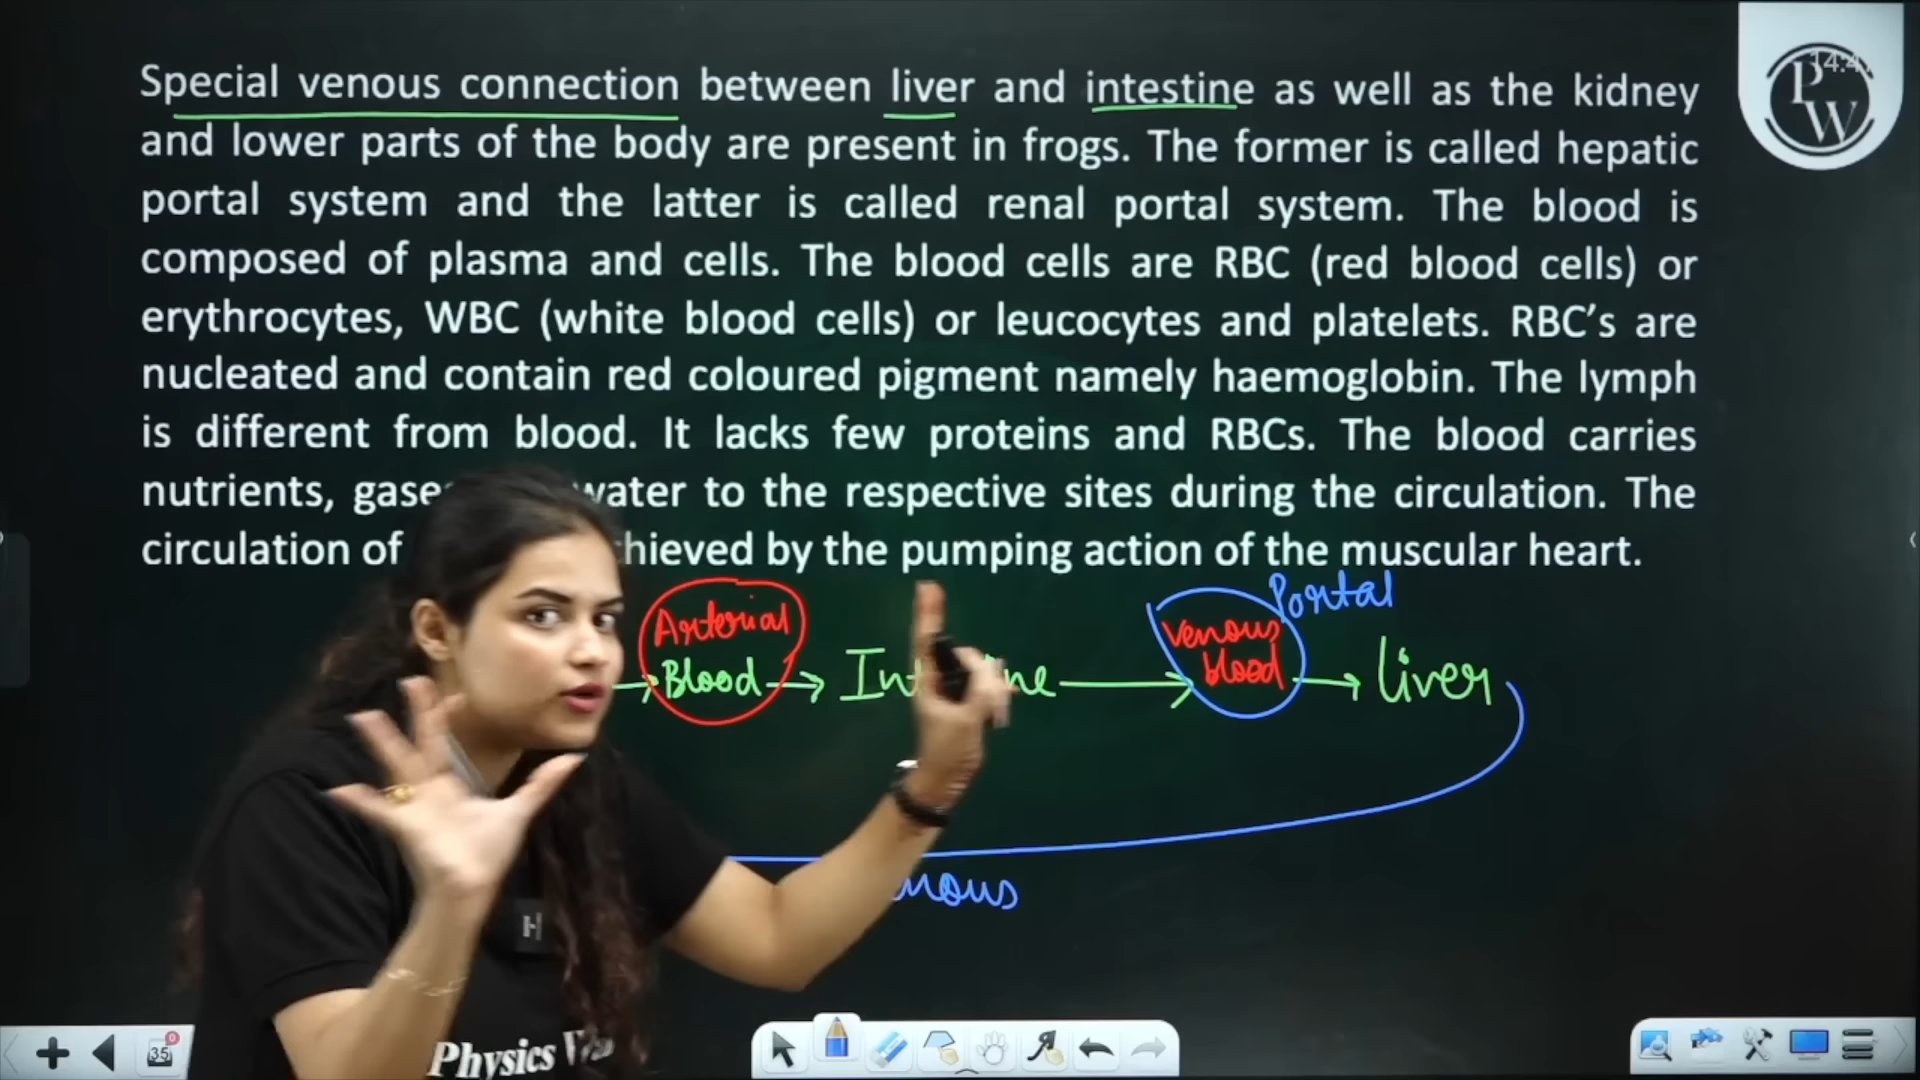 Special venous connection between liver and intestine as well as the kidney
and lower parts of the body are present in frogs. The former is called hepatic
portal system and the latter is called renal portal system. The blood is
composed of plasma and cells. The blood cells are RBC (red blood cells) or
erythrocytes, WBC (white blood cells) or leucocytes and platelets. RBC’s are
nucleated and contain red coloured pigment namely haemoglobin. The lymph
is different from blood. It lacks few proteins and RBCs. The blood carries
nutrients, water to the respective sites during the circulation. The
circulation of by the pumping action of the muscular heart.
Portal
Arterial Venous
Blood blood liver
Physics
PW
35
0